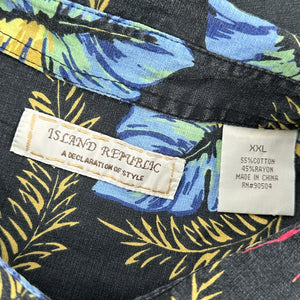 ISLAND REPUBLIC
A DECLARATION OF STYLE
XXL
55%COTTON
45%RAYON
MADE IN CHINA
RN#90504